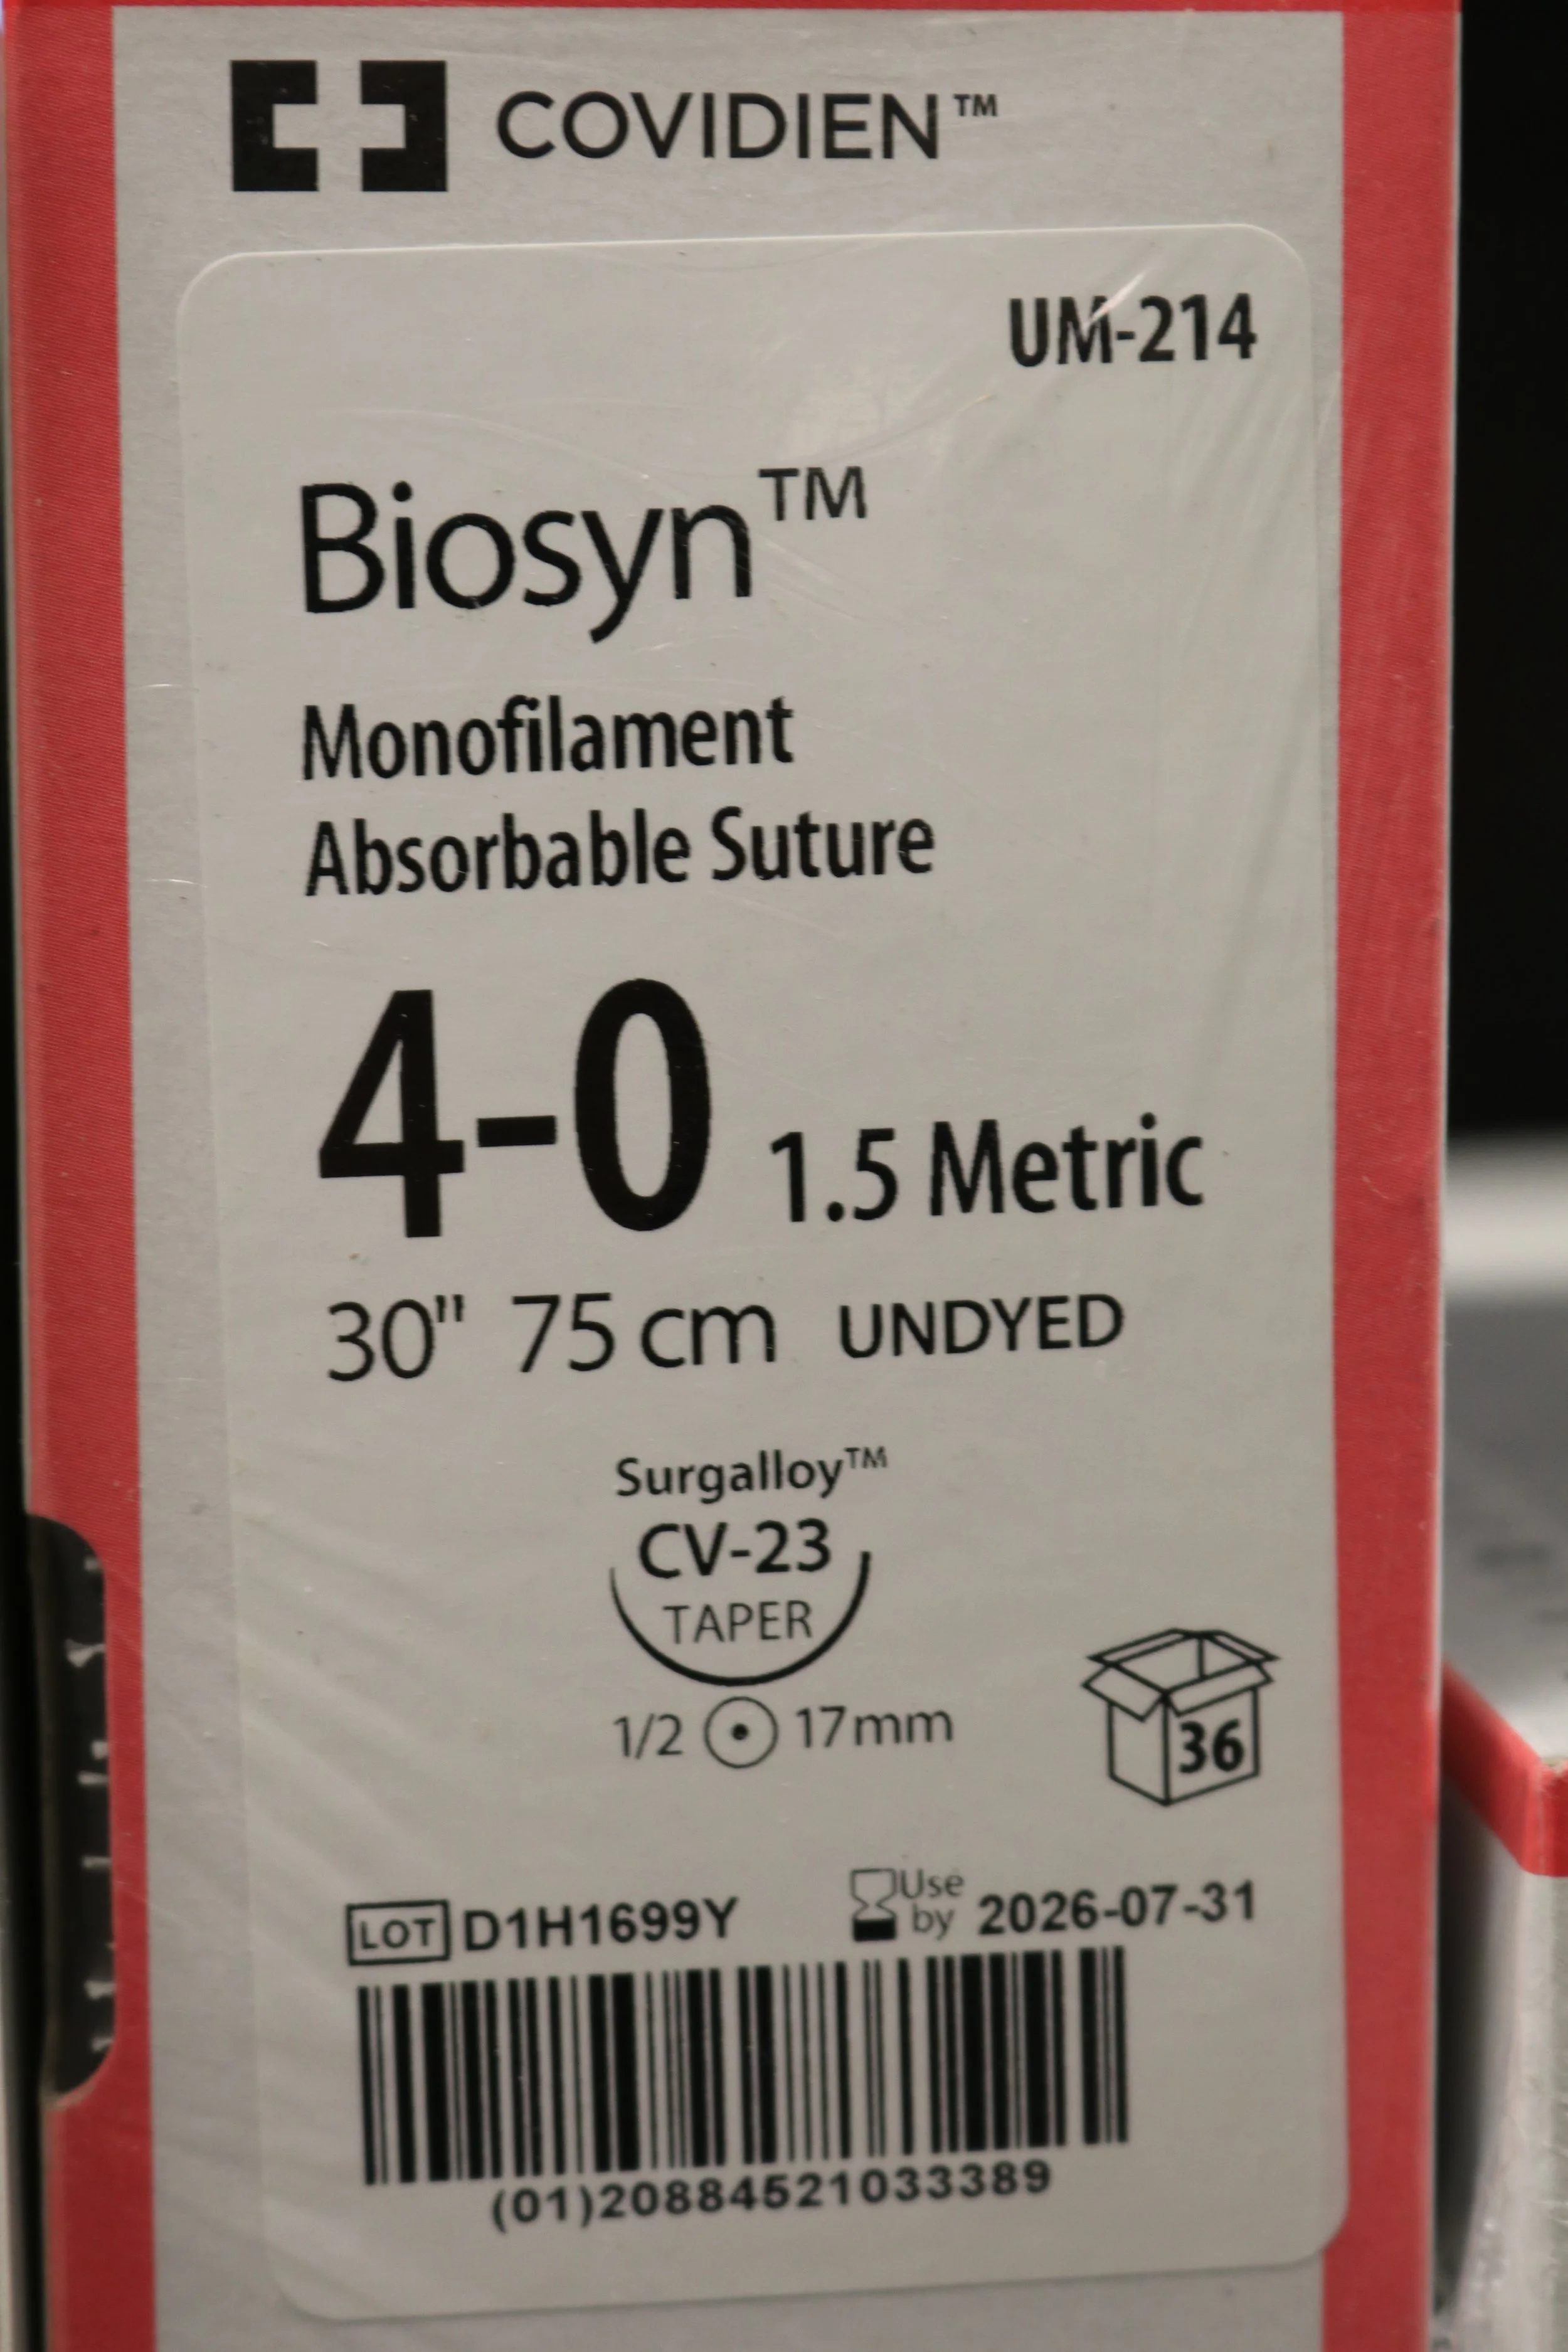 COVIDIEN™
UM-214
Biosyn™
Monofilament
Absorbable Suture
4-0 1.5 Metric
30" 75 cm UNDYED
Surgalloy™
CV-23
TAPER
1/2 17mm
36
LOT D1H1699Y
Use by 2026-07-31
(01)20884521033389